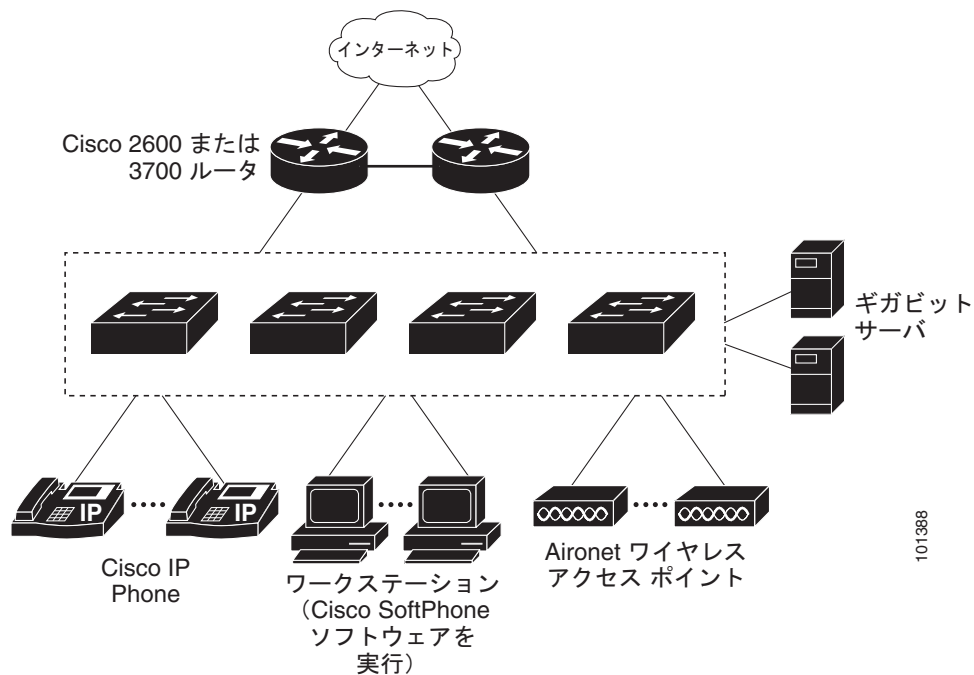 インターネット
Cisco 2600 または
3700 ルータ
ギガビット
サーバ
IP
IP
Cisco IP
Phone
ワークステーション
（Cisco SoftPhone
ソフトウェアを
実行）
Aironet ワイヤレス
アクセス ポイント
101388